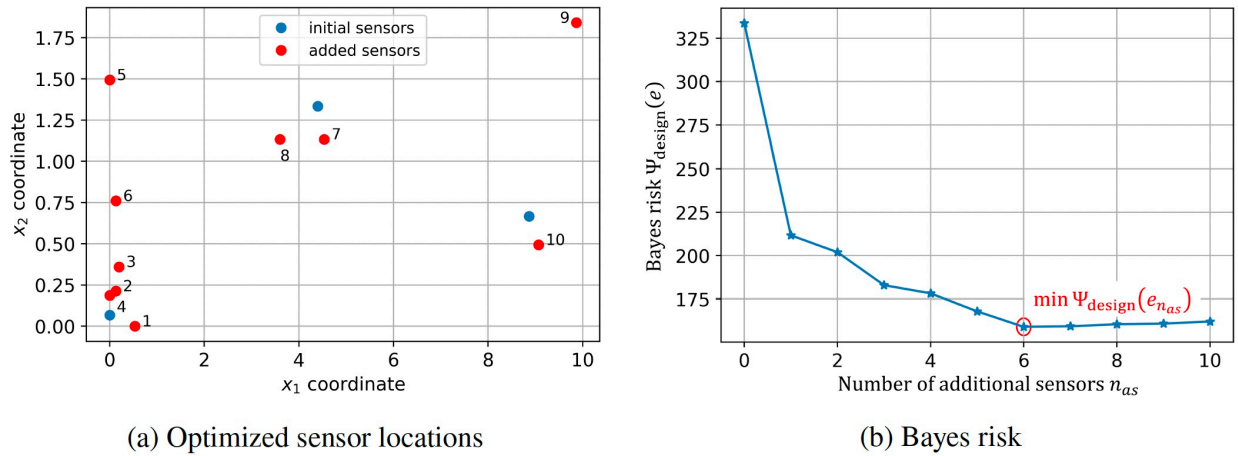 1.75
1.50
1.25
1.00
0.75
0.50
0.25
0.00
x2 coordinate
initial sensors
added sensors
9
5
7
8
6
10
3
2
4
1
0 2 4 6 8 10
x1 coordinate
(a) Optimized sensor locations
325
300
275
250
225
200
175
Bayes risk Ψdesign(e)
min Ψdesign(enas)
0 2 4 6 8 10
Number of additional sensors nas
(b) Bayes risk